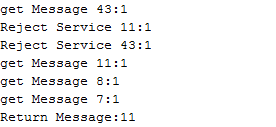 get Message 43:1
Reject Service 11:1
Reject Service 43:1
get Message 11:1
get Message 8:1
get Message 7:1
Return Message:11